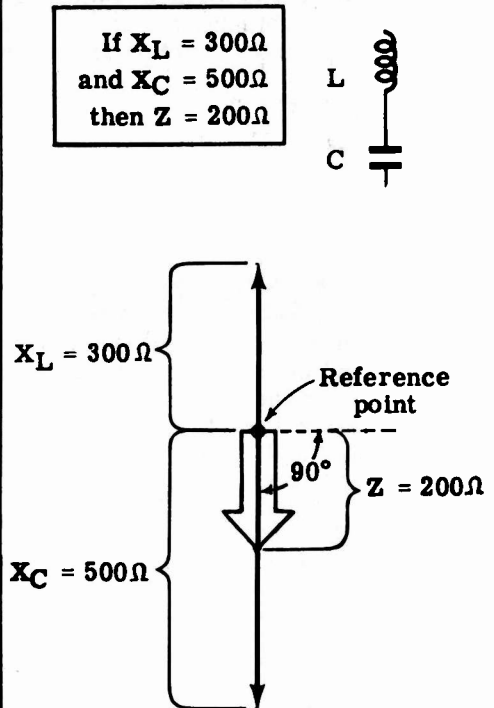 If XL = 300Ω
and XC = 500Ω
then Z = 200Ω
L
C
XL = 300Ω
Reference
point
90°
Z = 200Ω
XC = 500Ω